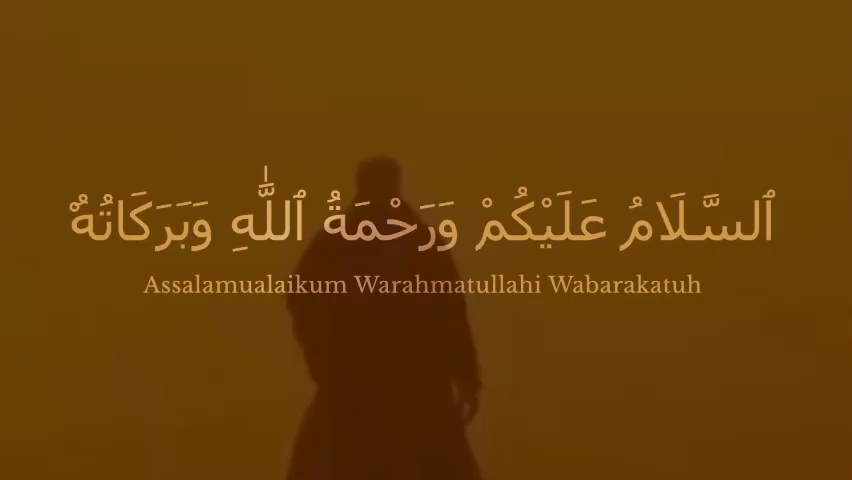 ٱلسَّلَامُ عَلَيْكُمْ وَرَحْمَةُ ٱللَّٰهِ وَبَرَكَاتُهُ
Assalamualaikum Warahmatullahi Wabarakatuh